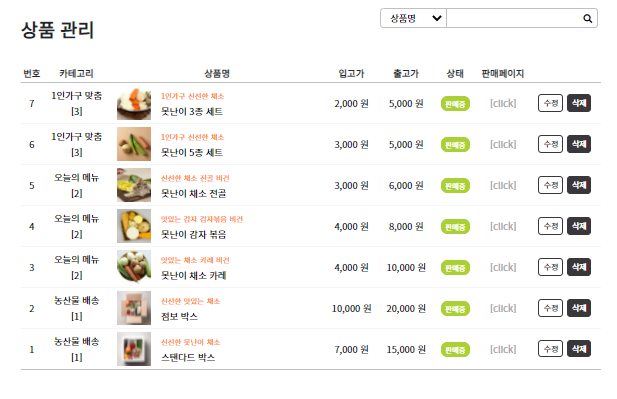 상품 관리
상품명
번호 카테고리 상품명 입고가 출고가 상태 판매페이지
7 1인가구 맞춤 [3] 1인가구 신선한 채소 못난이 3종 세트 2,000 원 5,000 원 판매중 [click] 수정 삭제
6 1인가구 맞춤 [3] 1인가구 신선한 채소 못난이 5종 세트 3,000 원 5,000 원 판매중 [click] 수정 삭제
5 오늘의 메뉴 [2] 신선한 채소 전골 비건 못난이 채소 전골 3,000 원 6,000 원 판매중 [click] 수정 삭제
4 오늘의 메뉴 [2] 맛있는 감자 감자볶음 비건 못난이 감자 볶음 4,000 원 8,000 원 판매중 [click] 수정 삭제
3 오늘의 메뉴 [2] 맛있는 채소 카레 비건 못난이 채소 카레 4,000 원 10,000 원 판매중 [click] 수정 삭제
2 농산물 배송 [1] 신선한 맛있는 채소 점보 박스 10,000 원 20,000 원 판매중 [click] 수정 삭제
1 농산물 배송 [1] 신선한 못난이 채소 스탠다드 박스 7,000 원 15,000 원 판매중 [click] 수정 삭제